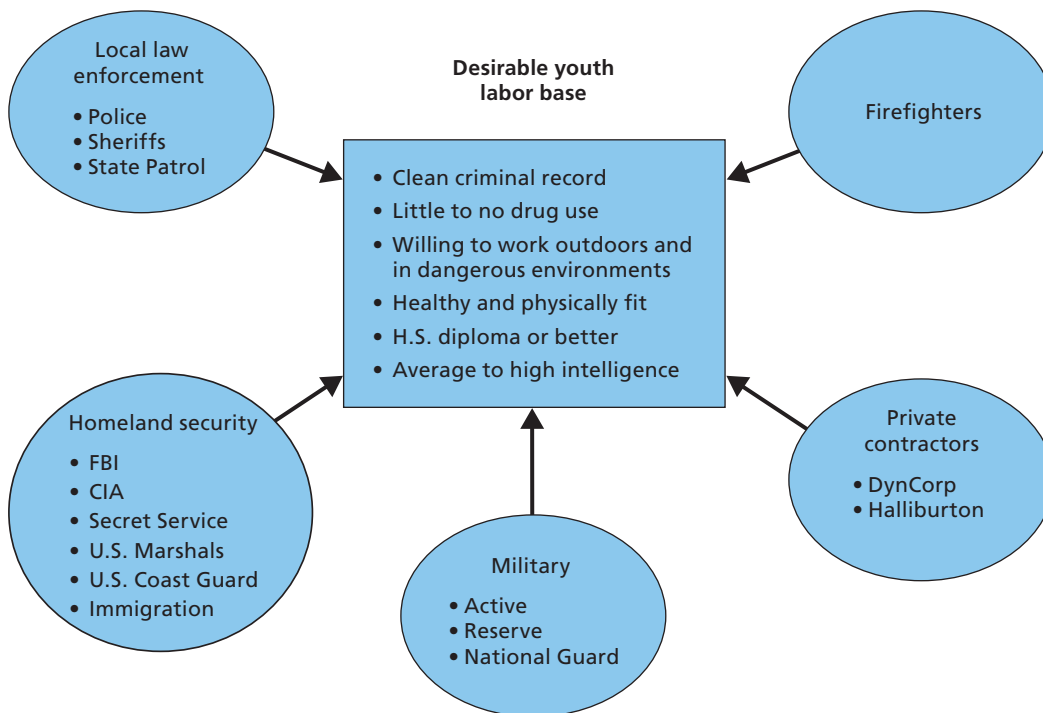 Local law
enforcement
• Police
• Sheriffs
• State Patrol
Desirable youth
labor base
Firefighters
• Clean criminal record
• Little to no drug use
• Willing to work outdoors and
in dangerous environments
• Healthy and physically fit
• H.S. diploma or better
• Average to high intelligence
Homeland security
• FBI
• CIA
• Secret Service
• U.S. Marshals
• U.S. Coast Guard
• Immigration
Military
• Active
• Reserve
• National Guard
Private
contractors
• DynCorp
• Halliburton